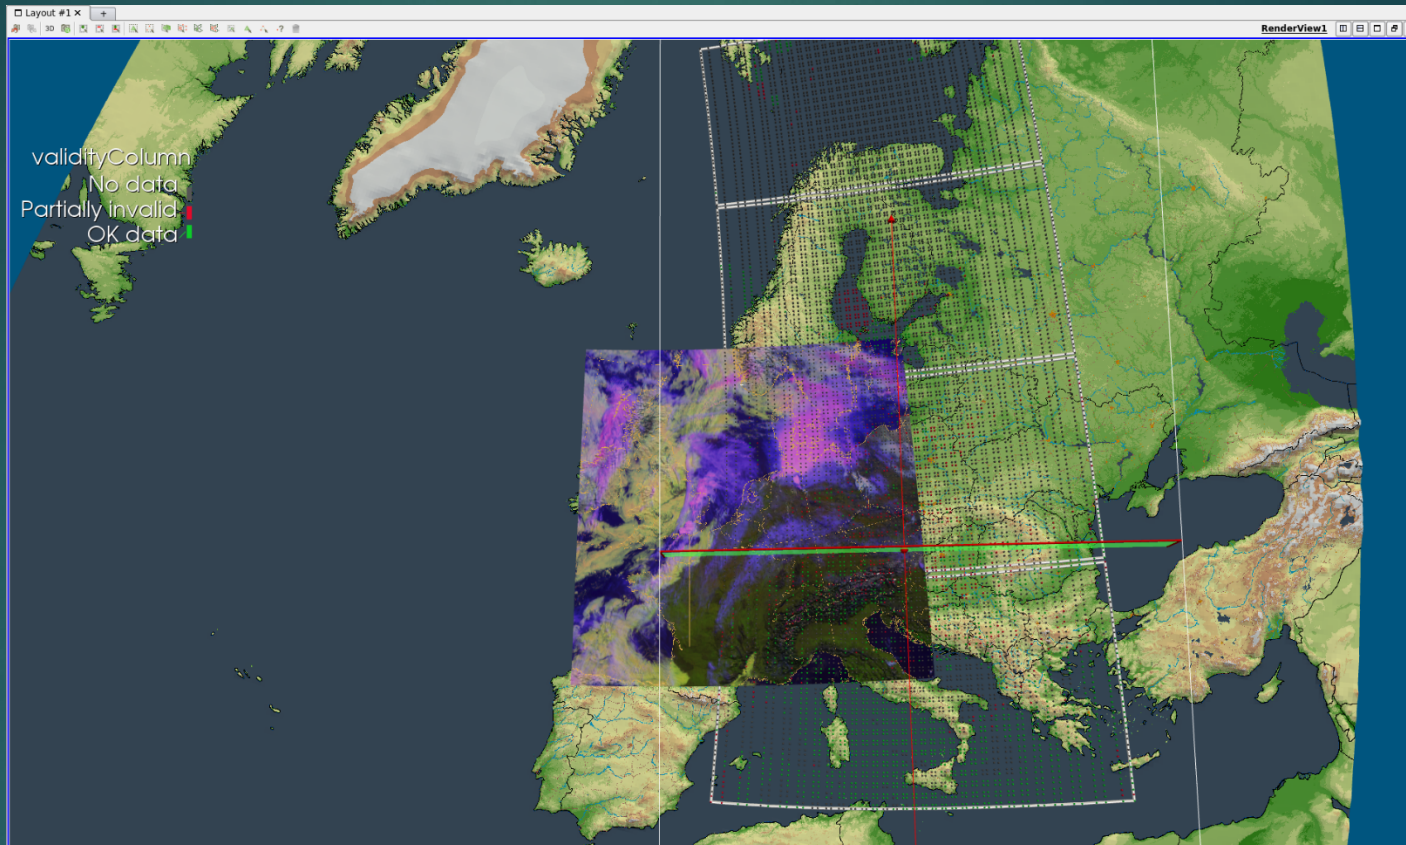 Layout #1
3D
RenderView1
validityColumn
No data
Partially invalid
OK data